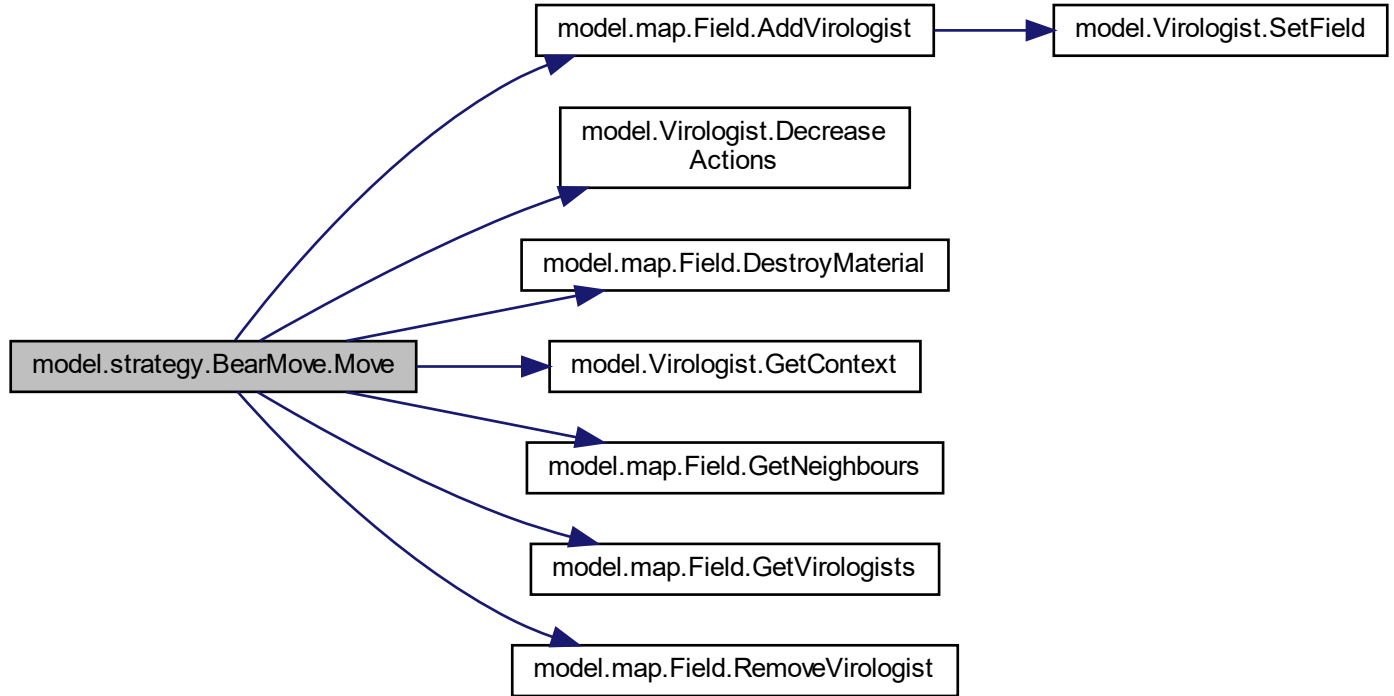 model.map.Field.AddVirologist
model.Virologist.SetField
model.Virologist.Decrease
Actions
model.map.Field.DestroyMaterial
model.strategy.BearMove.Move
model.Virologist.GetContext
model.map.Field.GetNeighbours
model.map.Field.GetVirologists
model.map.Field.RemoveVirologist